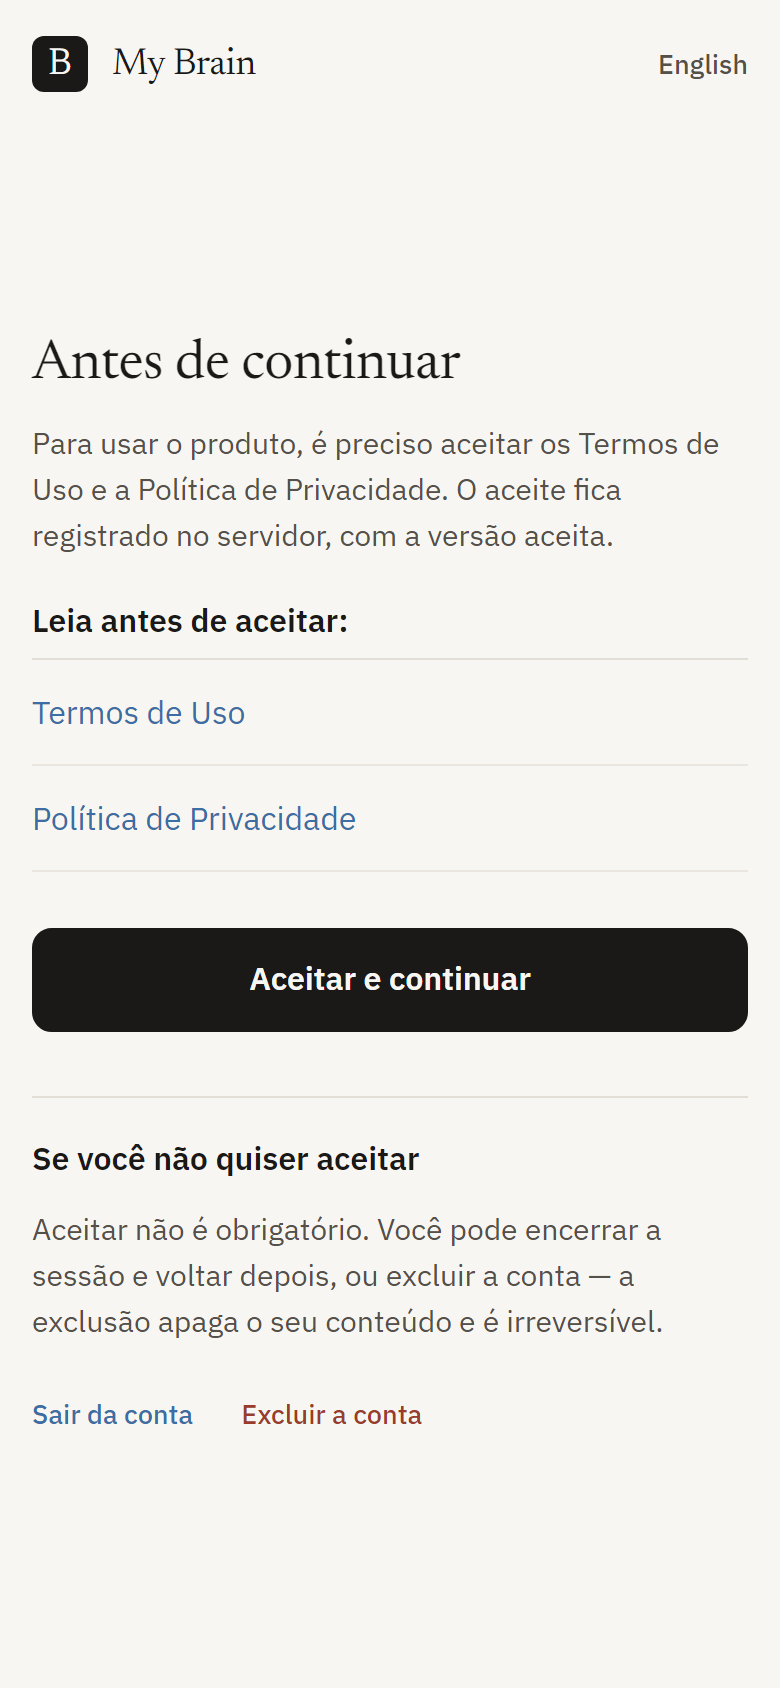 B My Brain English
Antes de continuar
Para usar o produto, é preciso aceitar os Termos de
Uso e a Política de Privacidade. O aceite fica
registrado no servidor, com a versão aceita.
Leia antes de aceitar:
Termos de Uso
Política de Privacidade
Aceitar e continuar
Se você não quiser aceitar
Aceitar não é obrigatório. Você pode encerrar a
sessão e voltar depois, ou excluir a conta — a
exclusão apaga o seu conteúdo e é irreversível.
Sair da conta Excluir a conta